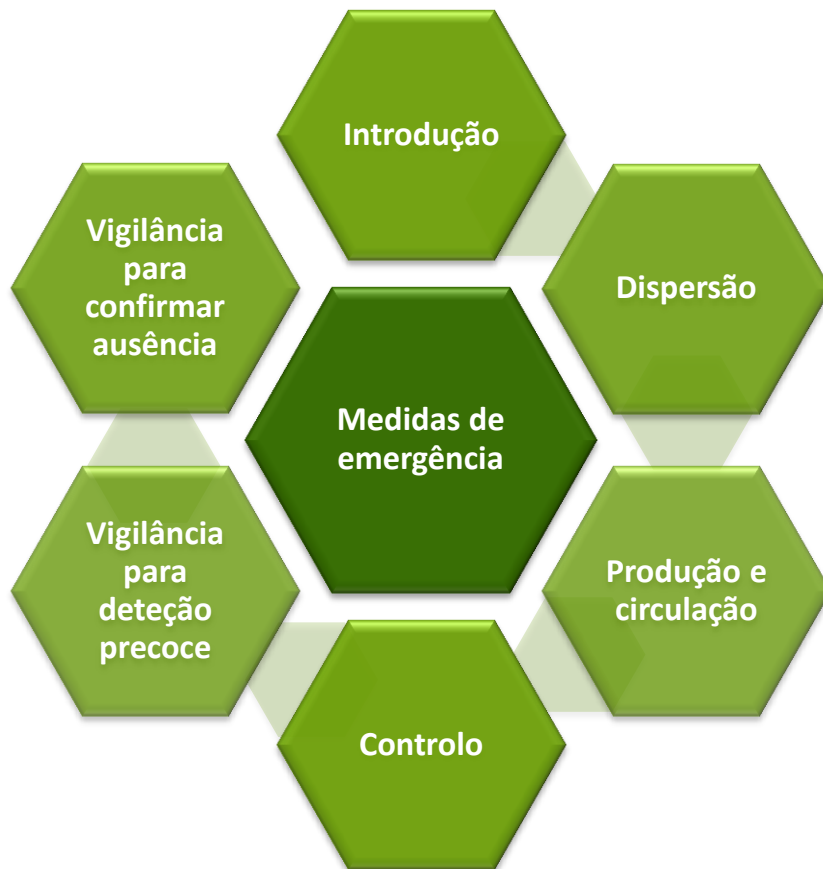 Introdução
Dispersão
Produção e
circulação
Controlo
Vigilância
para
deteção
precoce
Vigilância
para
confirmar
ausência
Medidas de
emergência